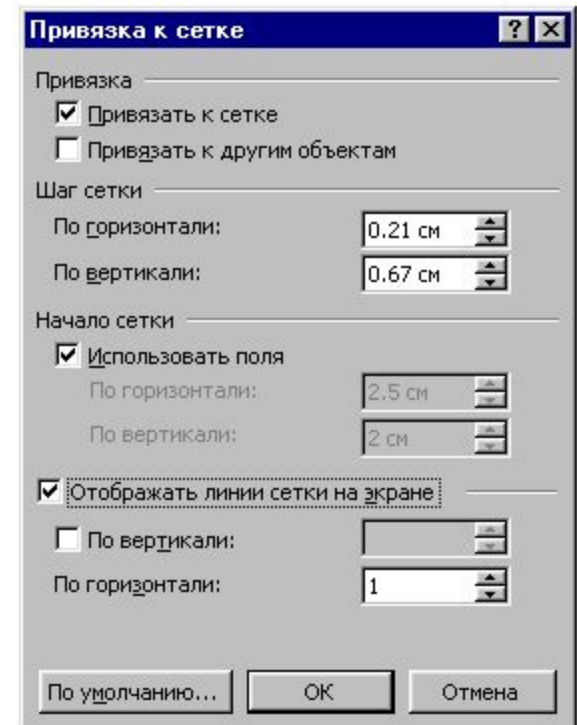 Привязка к сетке
Привязка
Привязать к сетке
Привязать к другим объектам
Шаг сетки
По горизонтали: 0.21 см
По вертикали: 0.67 см
Начало сетки
Использовать поля
По горизонтали: 2.5 см
По вертикали: 2 см
Отображать линии сетки на экране
По вертикали:
По горизонтали: 1
По умолчанию... ОК Отмена